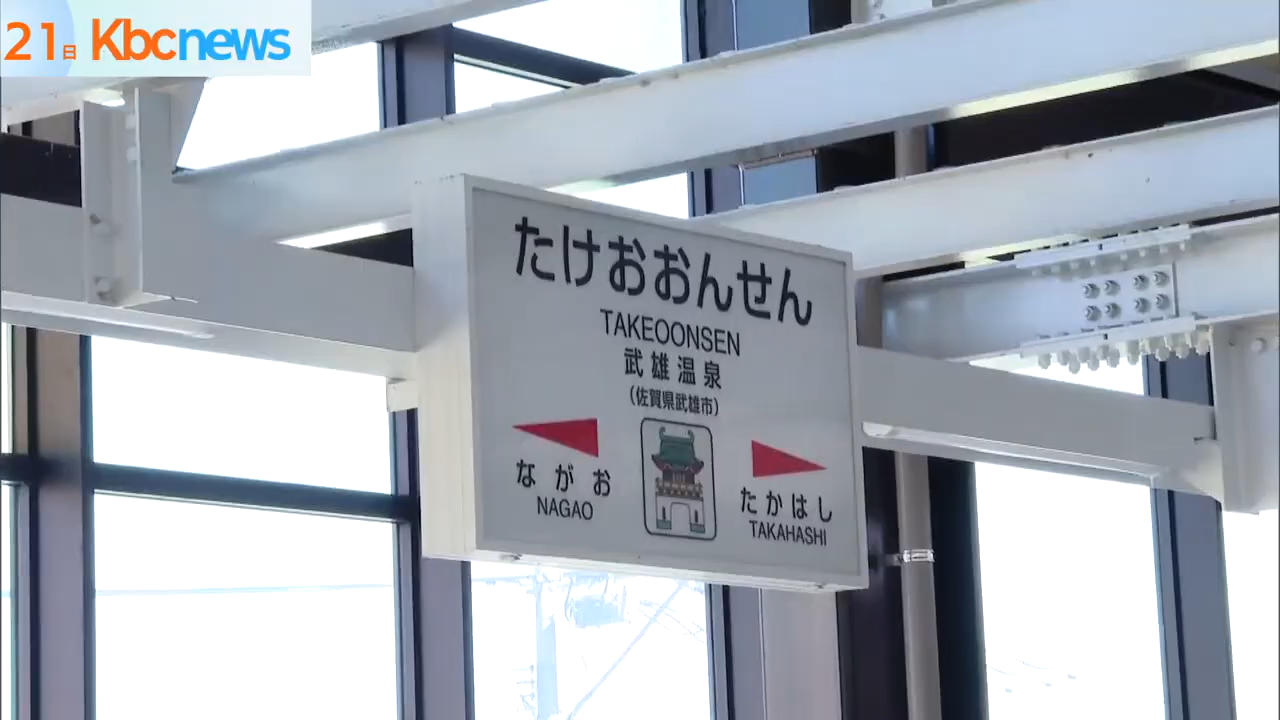 21日 Kbcnews
たけおおんせん
TAKEOONSEN
武雄温泉
(佐賀県武雄市)
ながお
NAGAO
たかはし
TAKAHASHI